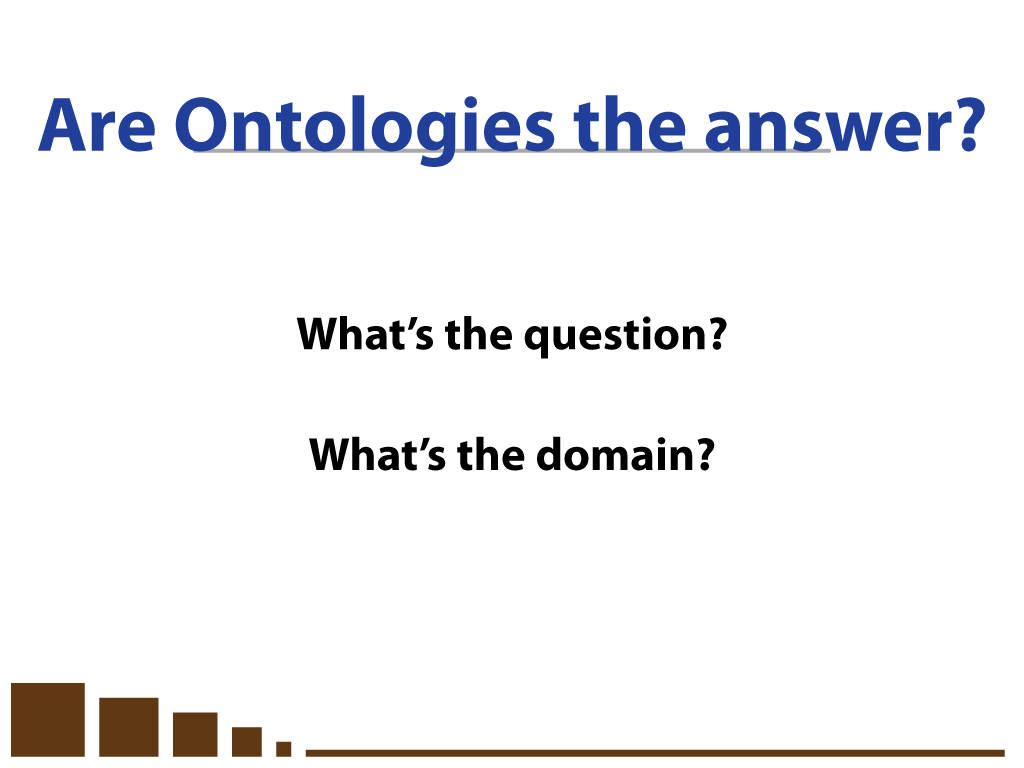 Are Ontologies the answer?
What’s the question?
What’s the domain?